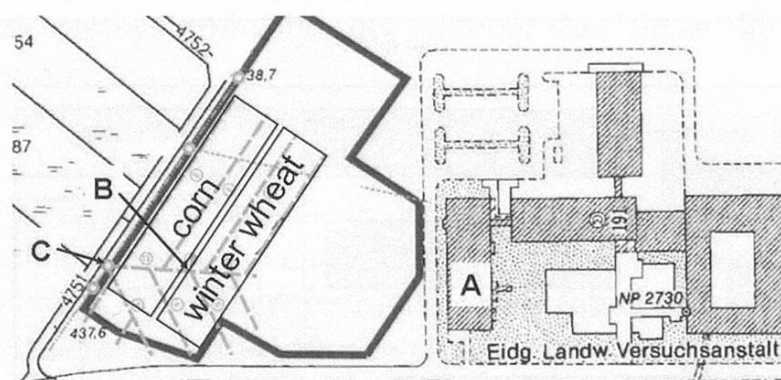 54
4752-
38.7
87
B
corn
winter wheat
C
4751
437,6
191
A
NP 2730
Eidg. Landw. Versuchsanstalt